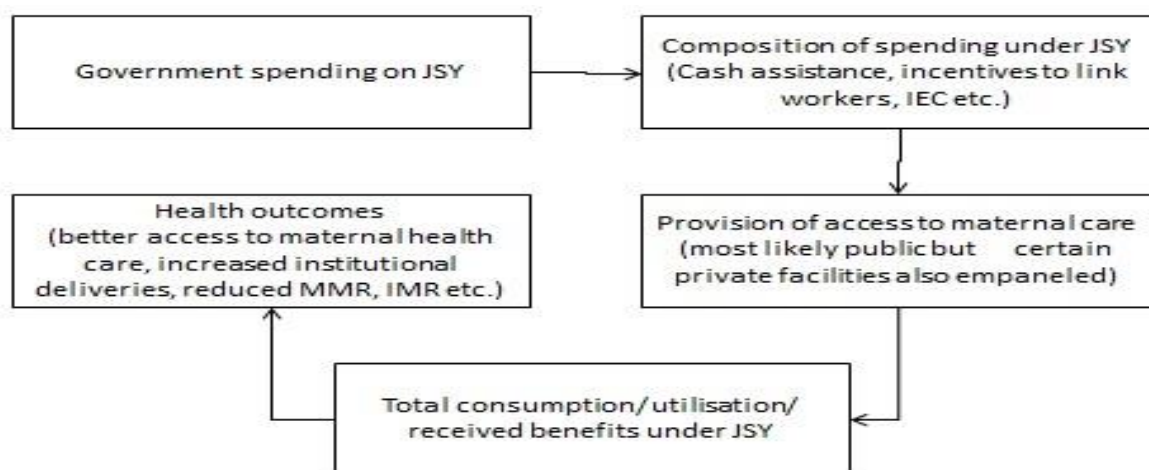 Government spending on JSY
Composition of spending under JSY
(Cash assistance, incentives to link
workers, IEC etc.)
Provision of access to maternal care
(most likely public but certain
private facilities also empaneled)
Total consumption/utilisation/
received benefits under JSY
Health outcomes
(better access to maternal health
care, increased institutional
deliveries, reduced MMR, IMR etc.)